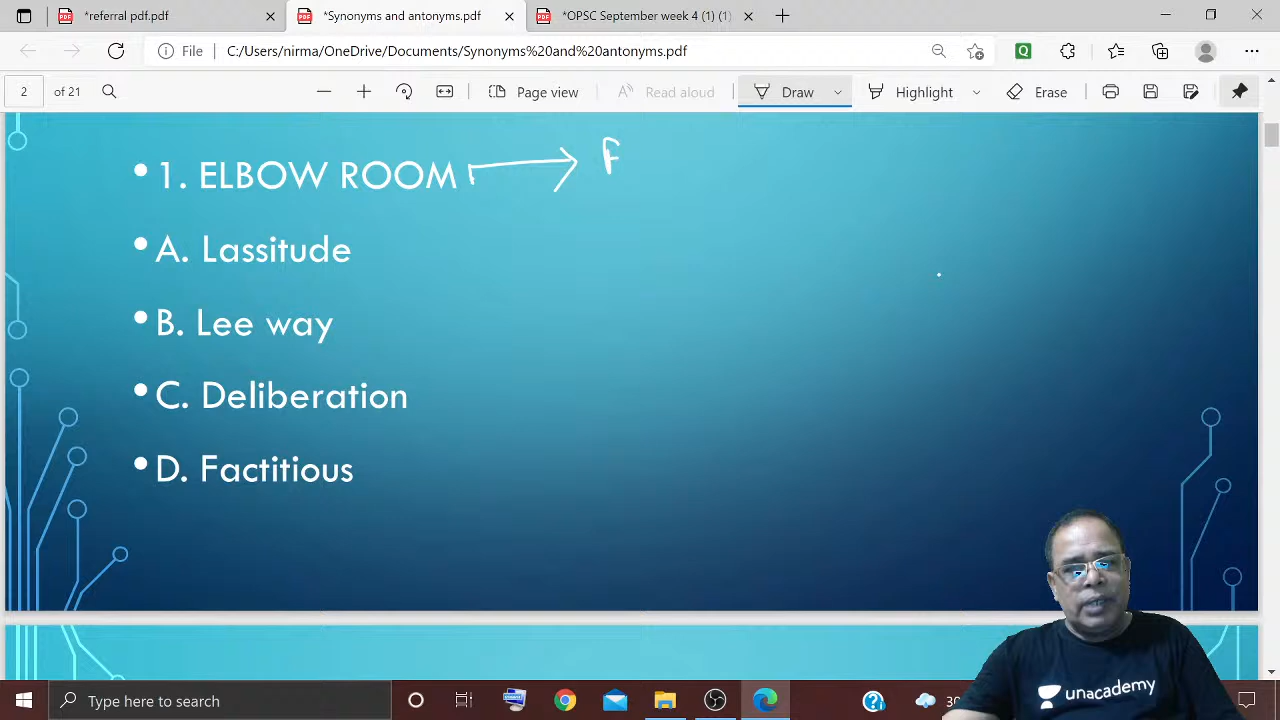 *referral pdf.pdf
*Synonyms and antonyms.pdf
*OPSC September week 4 (1) (1)
File
C:/Users/nirma/OneDrive/Documents/Synonyms%20and%20antonyms.pdf
2 of 21
Page view
Read aloud
Draw
Highlight
Erase
• 1. ELBOW ROOM F
• A. Lassitude
• B. Lee way
• C. Deliberation
• D. Factitious
unacademy
Type here to search